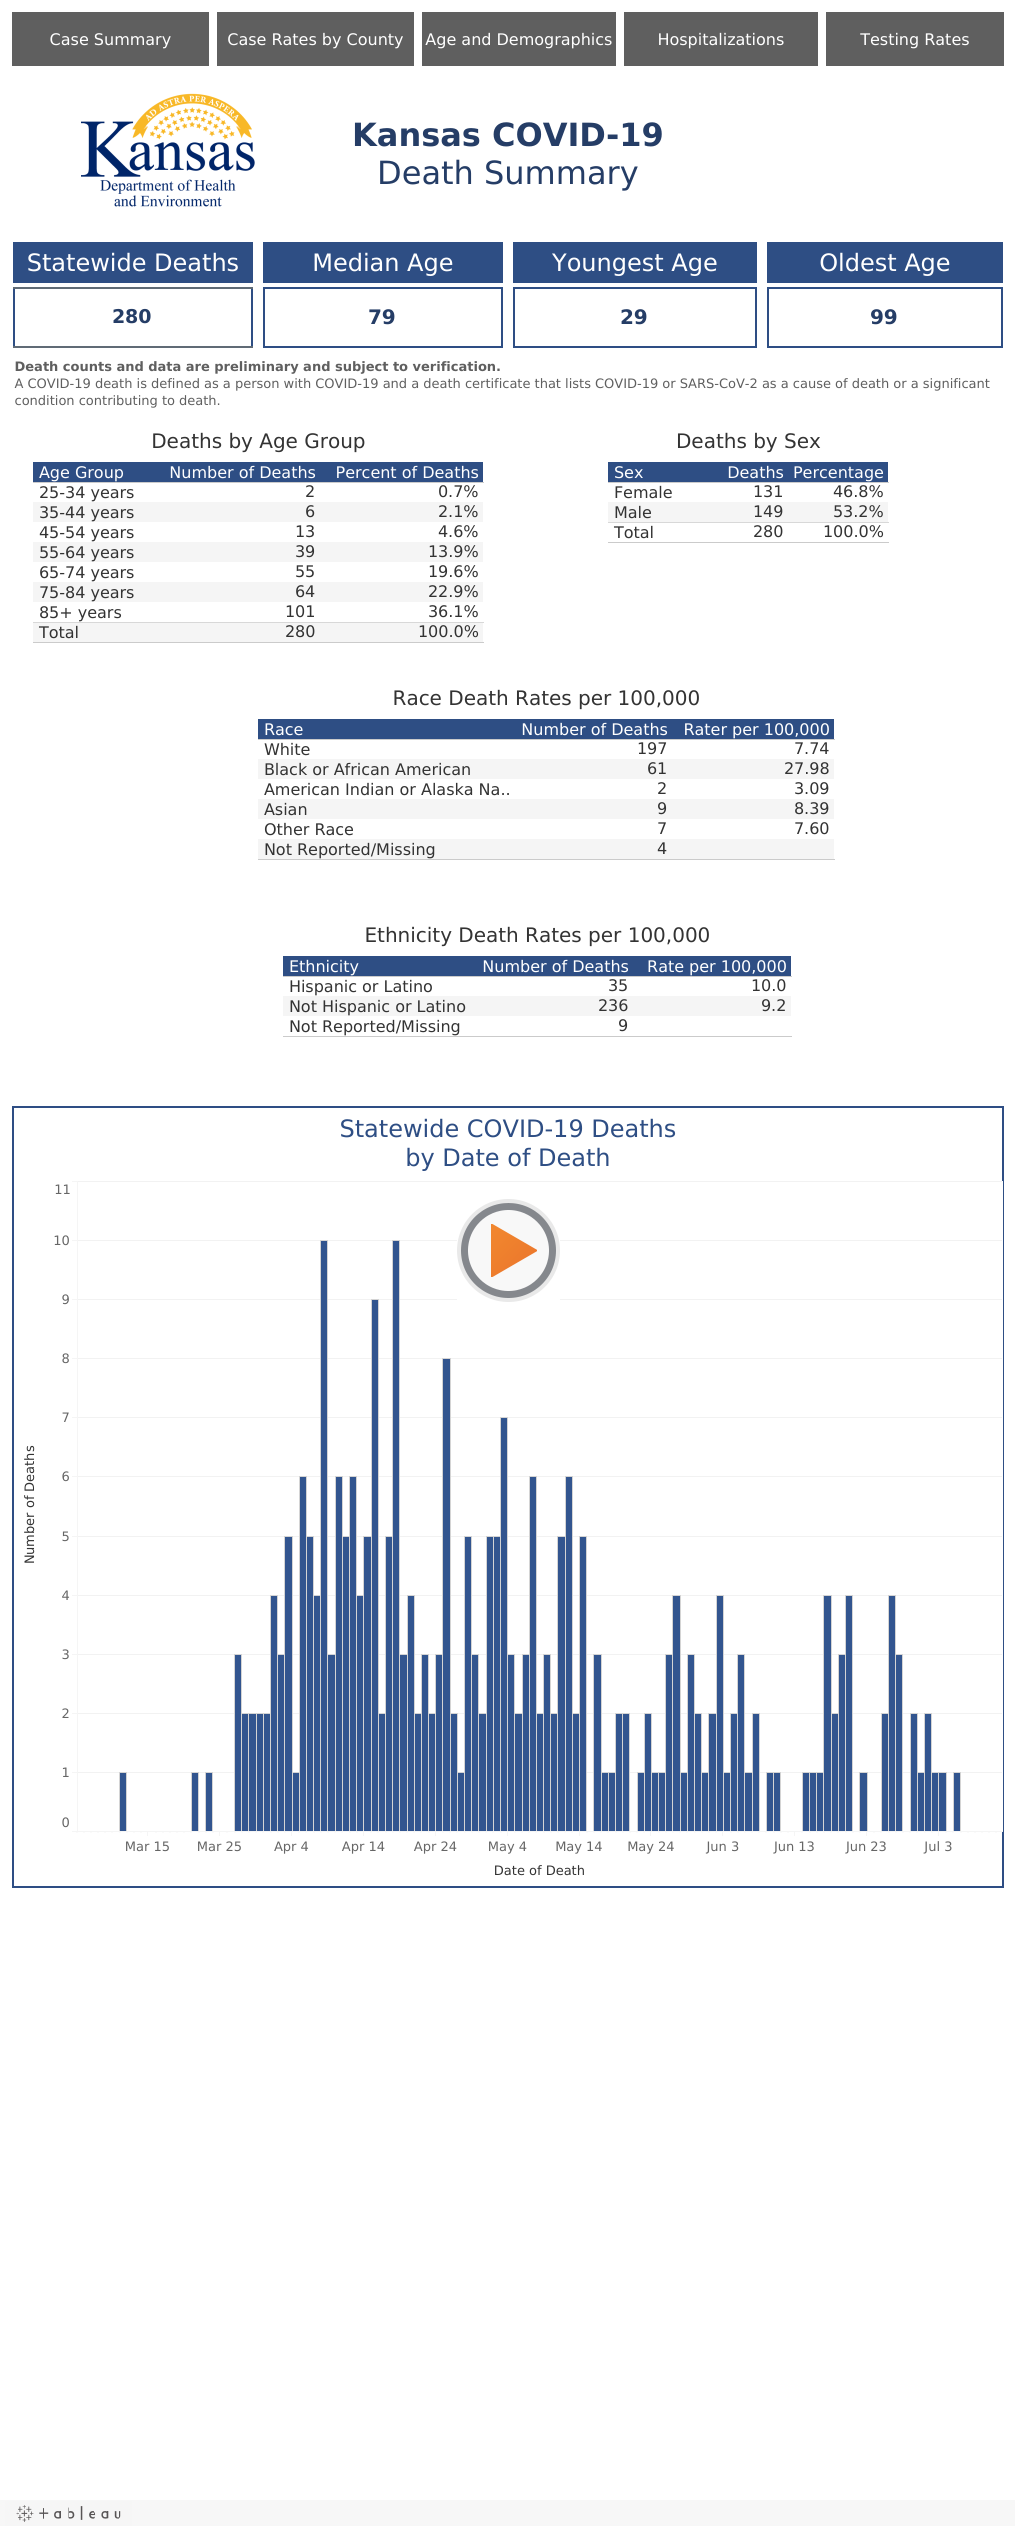 Case Summary Case Rates by County Age and Demographics Hospitalizations Testing Rates
AD ASTRA PER ASPERA
Kansas
Department of Health
and Environment
Kansas COVID-19
Death Summary
Statewide Deaths Median Age Youngest Age Oldest Age
280 79 29 99
Death counts and data are preliminary and subject to verification.
A COVID-19 death is defined as a person with COVID-19 and a death certificate that lists COVID-19 or SARS-CoV-2 as a cause of death or a significant
condition contributing to death.
Deaths by Age Group
Age Group Number of Deaths Percent of Deaths
25-34 years 2 0.7%
35-44 years 6 2.1%
45-54 years 13 4.6%
55-64 years 39 13.9%
65-74 years 55 19.6%
75-84 years 64 22.9%
85+ years 101 36.1%
Total 280 100.0%
Deaths by Sex
Sex Deaths Percentage
Female 131 46.8%
Male 149 53.2%
Total 280 100.0%
Race Death Rates per 100,000
Race Number of Deaths Rater per 100,000
White 197 7.74
Black or African American 61 27.98
American Indian or Alaska Na.. 2 3.09
Asian 9 8.39
Other Race 7 7.60
Not Reported/Missing 4
Ethnicity Death Rates per 100,000
Ethnicity Number of Deaths Rate per 100,000
Hispanic or Latino 35 10.0
Not Hispanic or Latino 236 9.2
Not Reported/Missing 9
Statewide COVID-19 Deaths
by Date of Death
11
10
9
8
7
6
5
4
3
2
1
0
Number of Deaths
Mar 15 Mar 25 Apr 4 Apr 14 Apr 24 May 4 May 14 May 24 Jun 3 Jun 13 Jun 23 Jul 3
Date of Death
+ableau